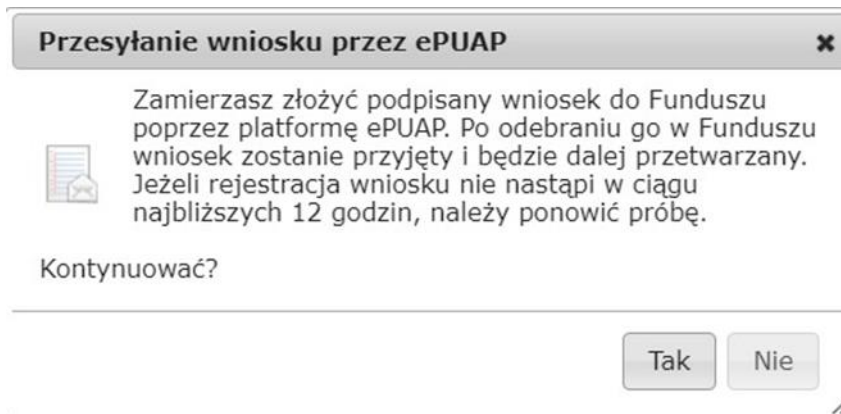 Przesyłanie wniosku przez ePUAP
Zamierzasz złożyć podpisany wniosek do Funduszu
poprzez platformę ePUAP. Po odebraniu go w Funduszu
wniosek zostanie przyjęty i będzie dalej przetwarzany.
Jeżeli rejestracja wniosku nie nastąpi w ciągu
najbliższych 12 godzin, należy ponowić próbę.
Kontynuować?
Tak
Nie